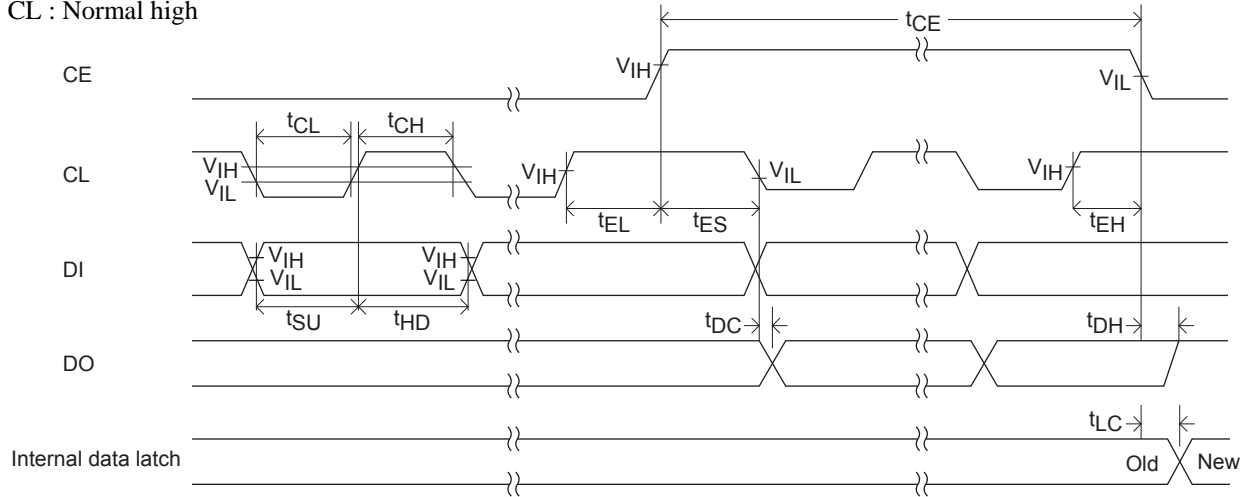 CL : Normal high
tCE
CE
VIH
VIL
tCL
tCH
CL
VIH
VIL
VIH
VIL
VIH
tEL
tES
tEH
DI
VIH
VIL
VIH
VIL
tSU
tHD
tDC
tDH
DO
tLC
Internal data latch
Old
New